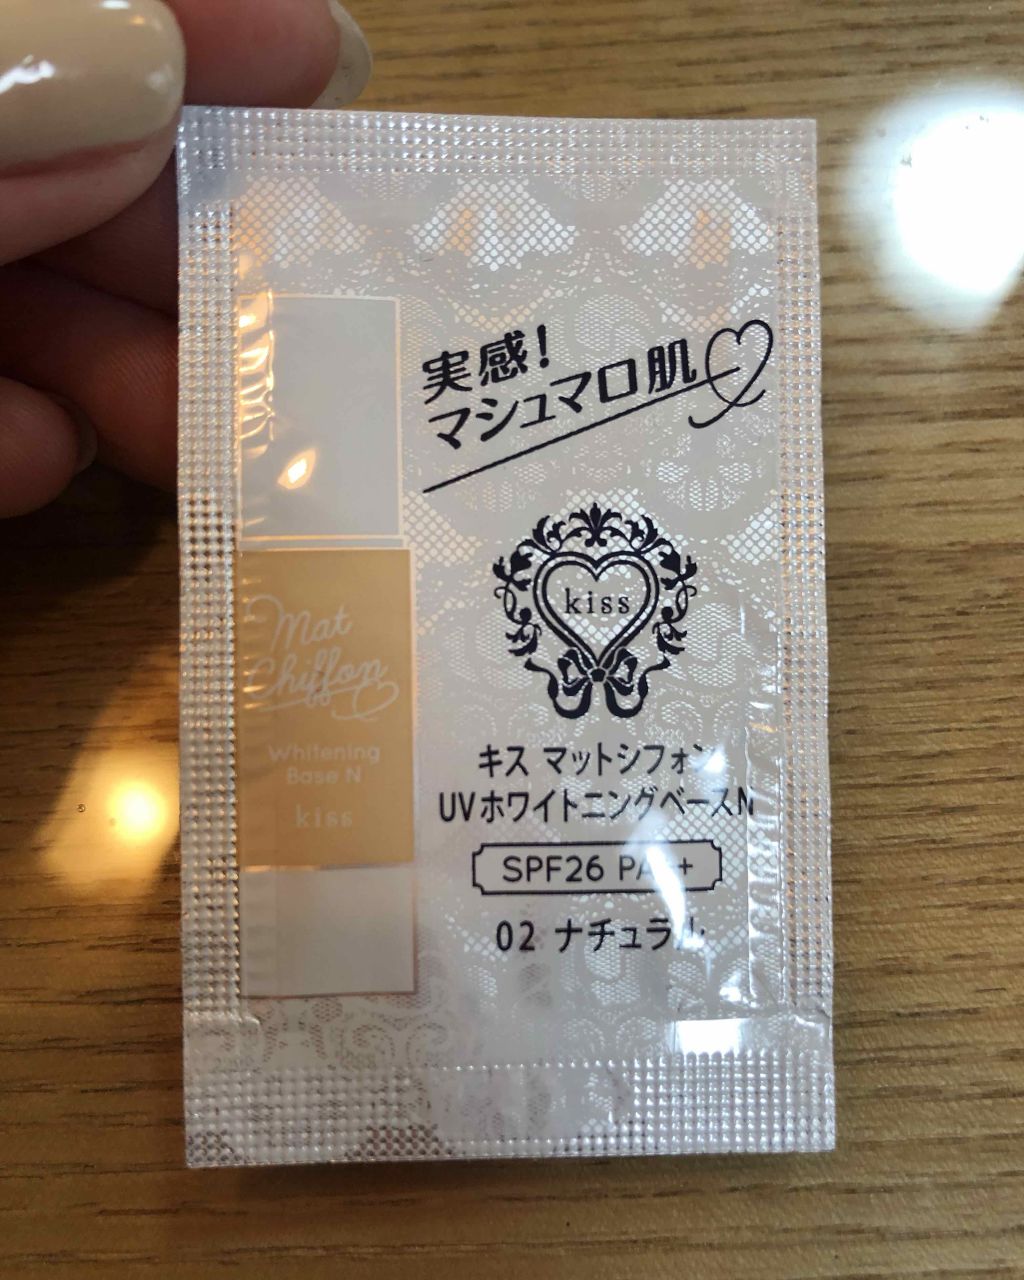 実感!
マシュマロ肌
kiss
Mat
Chiffon
Whitening
Base N
kiss
キス マットシフォン
UVホワイトニングベースN
SPF26
02 ナチュラル